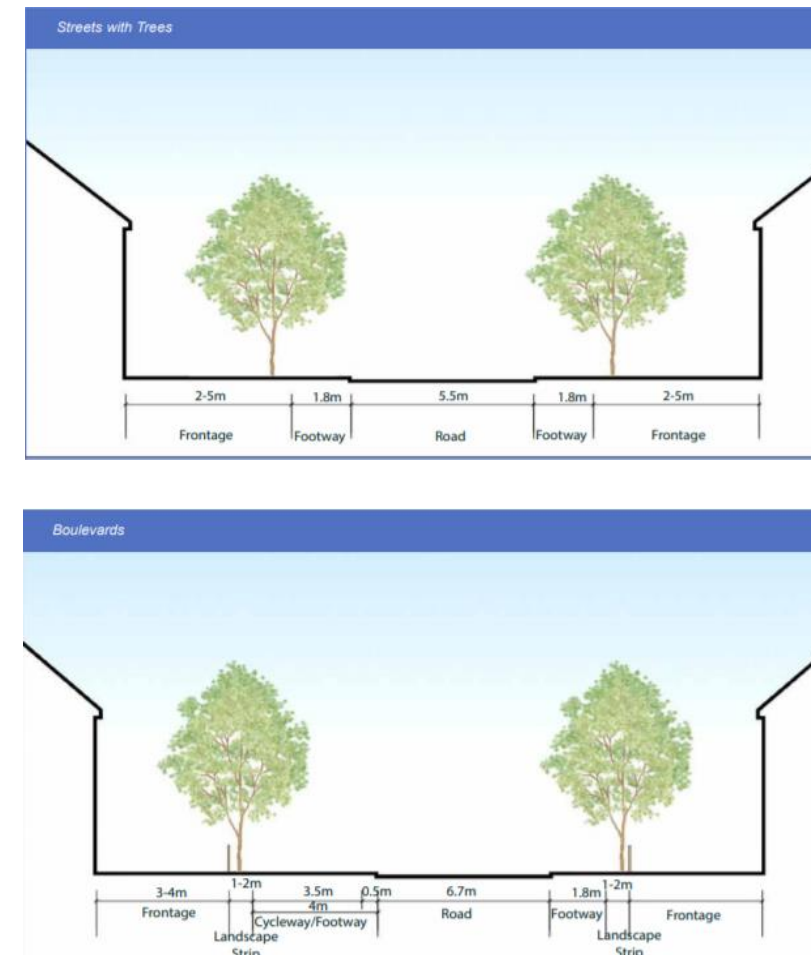 Streets with Trees
2-5m 1.8m 5.5m 1.8m 2-5m
Frontage Footway Road Footway Frontage
Boulevards
3-4m 1-2m 3.5m 0.5m 6.7m 1.8m 1-2m
4m
Frontage Cycleway/Footway Road Footway Frontage
Landscape Landscape
Strip Strip